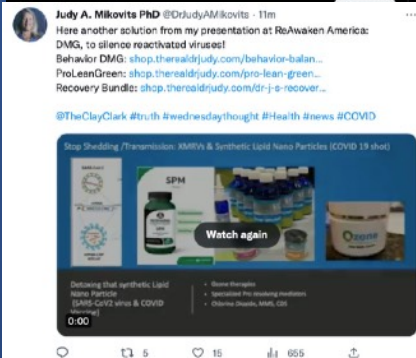 Judy A. Mikovits PhD @DrJudyAMikovits · 11m
Here another solution from my presentation at ReAwaken America:
DMG, to silence reactivated viruses!
Behavior DMG: shop.therealdrjudy.com/behavior-balan...
ProLeanGreen: shop.therealdrjudy.com/pro-lean-green...
Recovery Bundle: shop.therealdrjudy.com/dr-j-s-recover...
@TheClayClark #truth #wednesdaythought #Health #news #COVID
Stop Shedding /Transmission: XMRVs & Synthetic Lipid Nano Particles (COVID 19 shot)
SPM
Watch again
Ozone
Detoxing that synthetic Lipid
Nano Particle
(SARS-CoV2 virus & COVID
Vaccine)
• Ozone therapies
• Specialized Pro resolving mediators
• Chlorine Dioxide, MMS, CDS
0:00
5
15
655